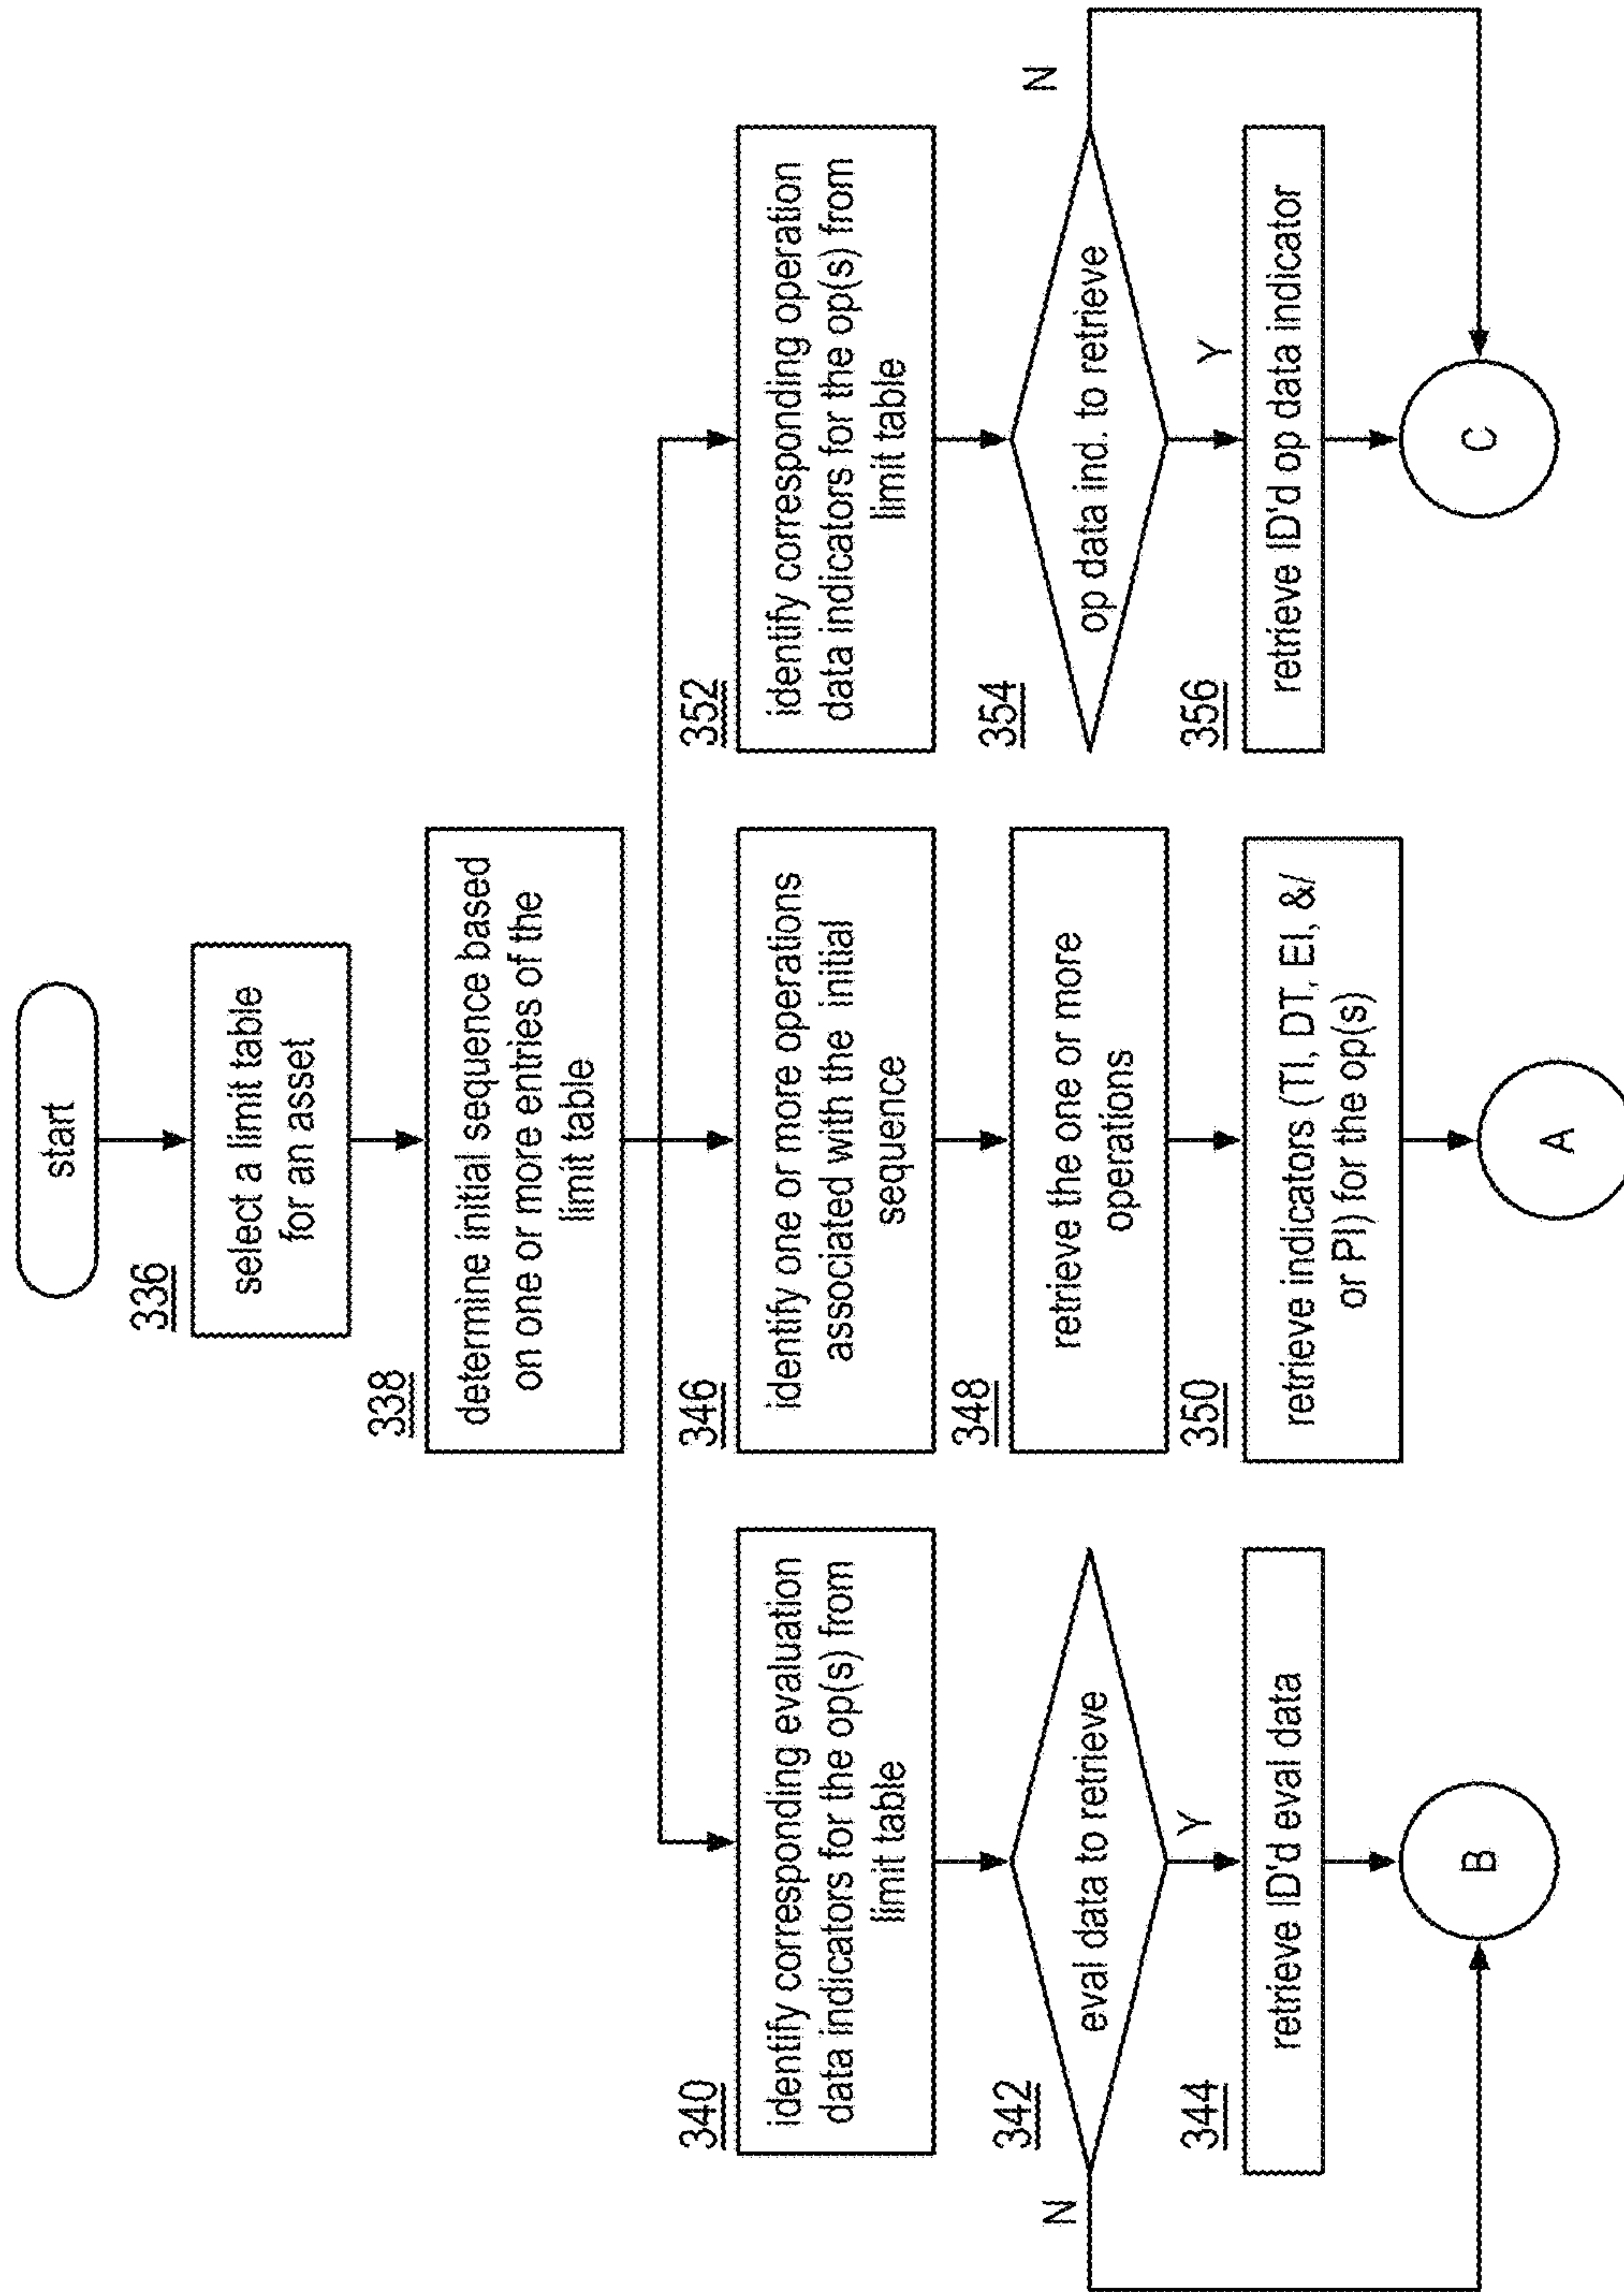 start
336
select a limit table
for an asset
338
determine initial sequence based
on one or more entries of the
limit table
340
identify corresponding evaluation
data indicators for the op(s) from
limit table
342
eval data to retrieve
N
Y
344
retrieve ID'd eval data
B
346
identify one or more operations
associated with the initial
sequence
348
retrieve the one or more
operations
350
retrieve indicators (TI, DT, EI, &/
or PI) for the op(s)
A
352
identify corresponding operation
data indicators for the op(s) from
limit table
354
op data ind. to retrieve
N
Y
356
retrieve ID'd op data indicator
C